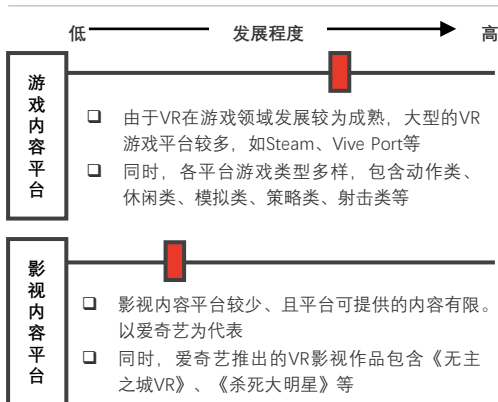 低 发展程度 高
游戏内容平台
❑ 由于VR在游戏领域发展较为成熟，大型的VR
游戏平台较多，如Steam、Vive Port等
❑ 同时，各平台游戏类型多样，包含动作类、
休闲类、模拟类、策略类、射击类等
影视内容平台
❑ 影视内容平台较少、且平台可提供的内容有限。
以爱奇艺为代表
❑ 同时，爱奇艺推出的VR影视作品包含《无主
之城VR》、《杀死大明星》等